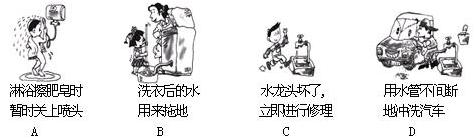 淋浴擦肥皂时
暂时关上喷头
A
洗衣后的水
用来拖地
B
水龙头坏了,
立即进行修理
C
用水管不间断
地冲洗汽车
D